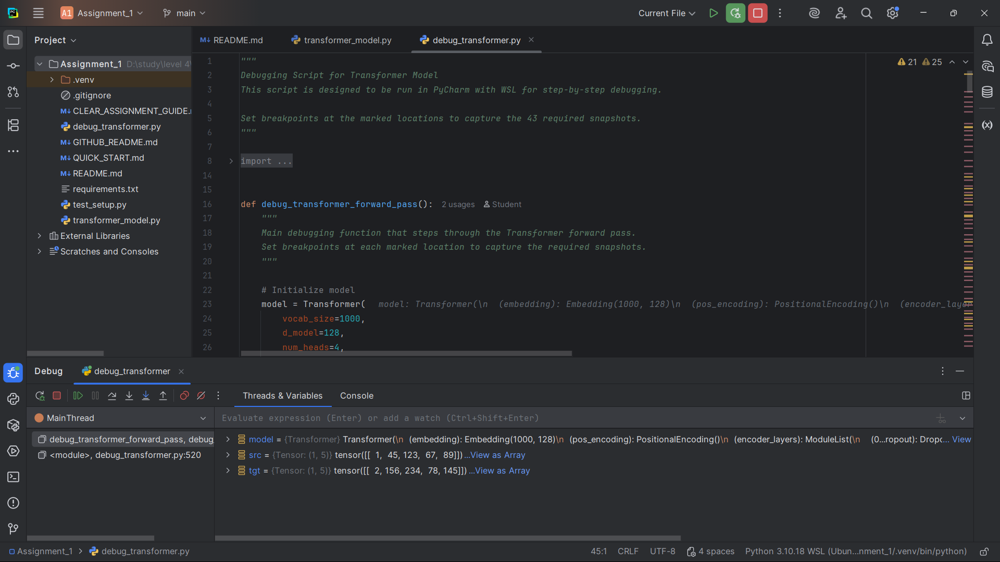 PC
A1 Assignment_1
main
Current File
Project
README.md
transformer_model.py
debug_transformer.py
Assignment_1 D:\study\level 4\
.venv
.gitignore
CLEAR_ASSIGNMENT_GUIDE.
debug_transformer.py
GITHUB_README.md
QUICK_START.md
README.md
requirements.txt
test_setup.py
transformer_model.py
External Libraries
Scratches and Consoles
21 25
1 """
2 Debugging Script for Transformer Model
3 This script is designed to be run in PyCharm with WSL for step-by-step debugging.
4
5 Set breakpoints at the marked locations to capture the 43 required snapshots.
6 """
7
8 import ...
14
15
16 def debug_transformer_forward_pass(): 2 usages Student
17 """
18 Main debugging function that steps through the Transformer forward pass.
19 Set breakpoints at each marked location to capture the required snapshots.
20 """
21
22 # Initialize model
23 model = Transformer( model: Transformer(\n (embedding): Embedding(1000, 128)\n (pos_encoding): PositionalEncoding()\n (encoder_layer
24 vocab_size=1000,
25 d_model=128,
26 num_heads=4,
Debug
debug_transformer
Threads & Variables
Console
MainThread
Evaluate expression (Enter) or add a watch (Ctrl+Shift+Enter)
debug_transformer_forward_pass, debug_
<module>, debug_transformer.py:520
model = {Transformer} Transformer(\n (embedding): Embedding(1000, 128)\n (pos_encoding): PositionalEncoding()\n (encoder_layers): ModuleList(\n (0...ropout): Dropo... View
src = {Tensor: (1, 5)} tensor([[ 1, 45, 123, 67, 89]]) ...View as Array
tgt = {Tensor: (1, 5)} tensor([[ 2, 156, 234, 78, 145]]) ...View as Array
Assignment_1 > debug_transformer.py
45:1 CRLF UTF-8 4 spaces Python 3.10.18 WSL (Ubun...nment_1/.venv/bin/python)